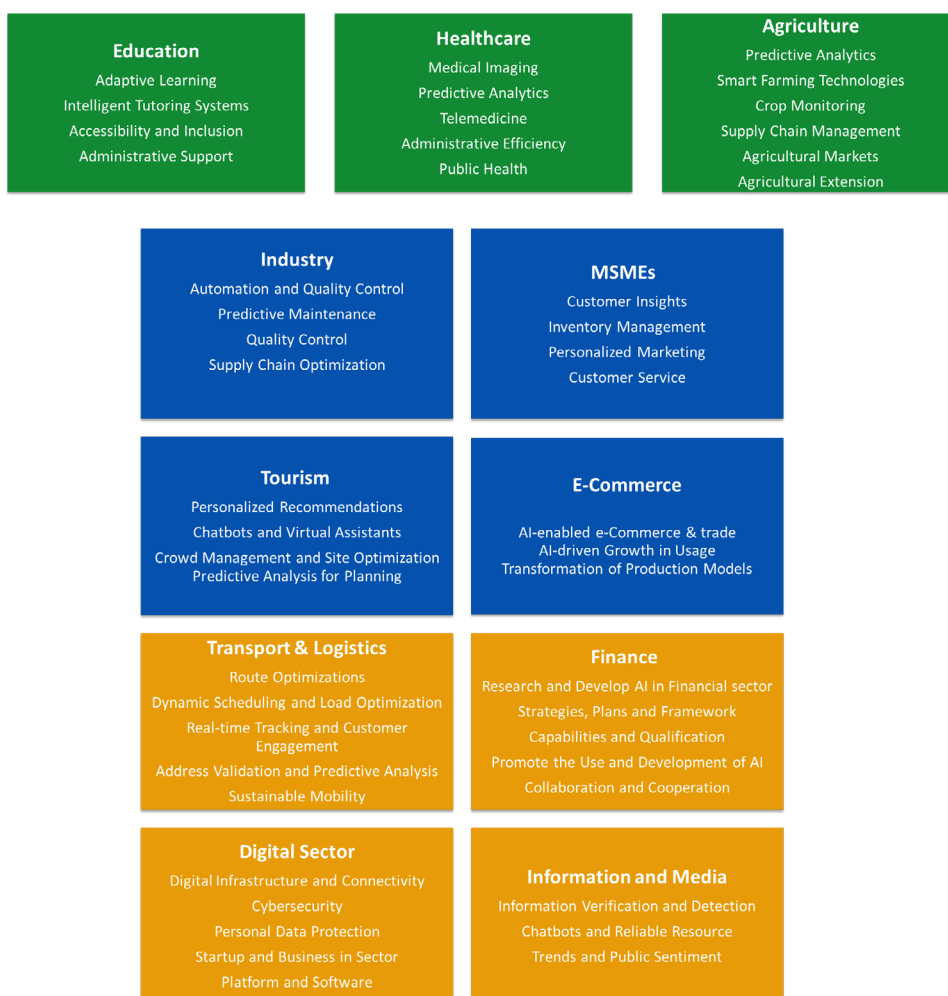 Education
Adaptive Learning
Intelligent Tutoring Systems
Accessibility and Inclusion
Administrative Support
Healthcare
Medical Imaging
Predictive Analytics
Telemedicine
Administrative Efficiency
Public Health
Agriculture
Predictive Analytics
Smart Farming Technologies
Crop Monitoring
Supply Chain Management
Agricultural Markets
Agricultural Extension
Industry
Automation and Quality Control
Predictive Maintenance
Quality Control
Supply Chain Optimization
MSMEs
Customer Insights
Inventory Management
Personalized Marketing
Customer Service
Tourism
Personalized Recommendations
Chatbots and Virtual Assistants
Crowd Management and Site Optimization
Predictive Analysis for Planning
E-Commerce
AI-enabled e-Commerce & trade
AI-driven Growth in Usage
Transformation of Production Models
Transport & Logistics
Route Optimizations
Dynamic Scheduling and Load Optimization
Real-time Tracking and Customer
Engagement
Address Validation and Predictive Analysis
Sustainable Mobility
Finance
Research and Develop AI in Financial sector
Strategies, Plans and Framework
Capabilities and Qualification
Promote the Use and Development of AI
Collaboration and Cooperation
Digital Sector
Digital Infrastructure and Connectivity
Cybersecurity
Personal Data Protection
Startup and Business in Sector
Platform and Software
Information and Media
Information Verification and Detection
Chatbots and Reliable Resource
Trends and Public Sentiment